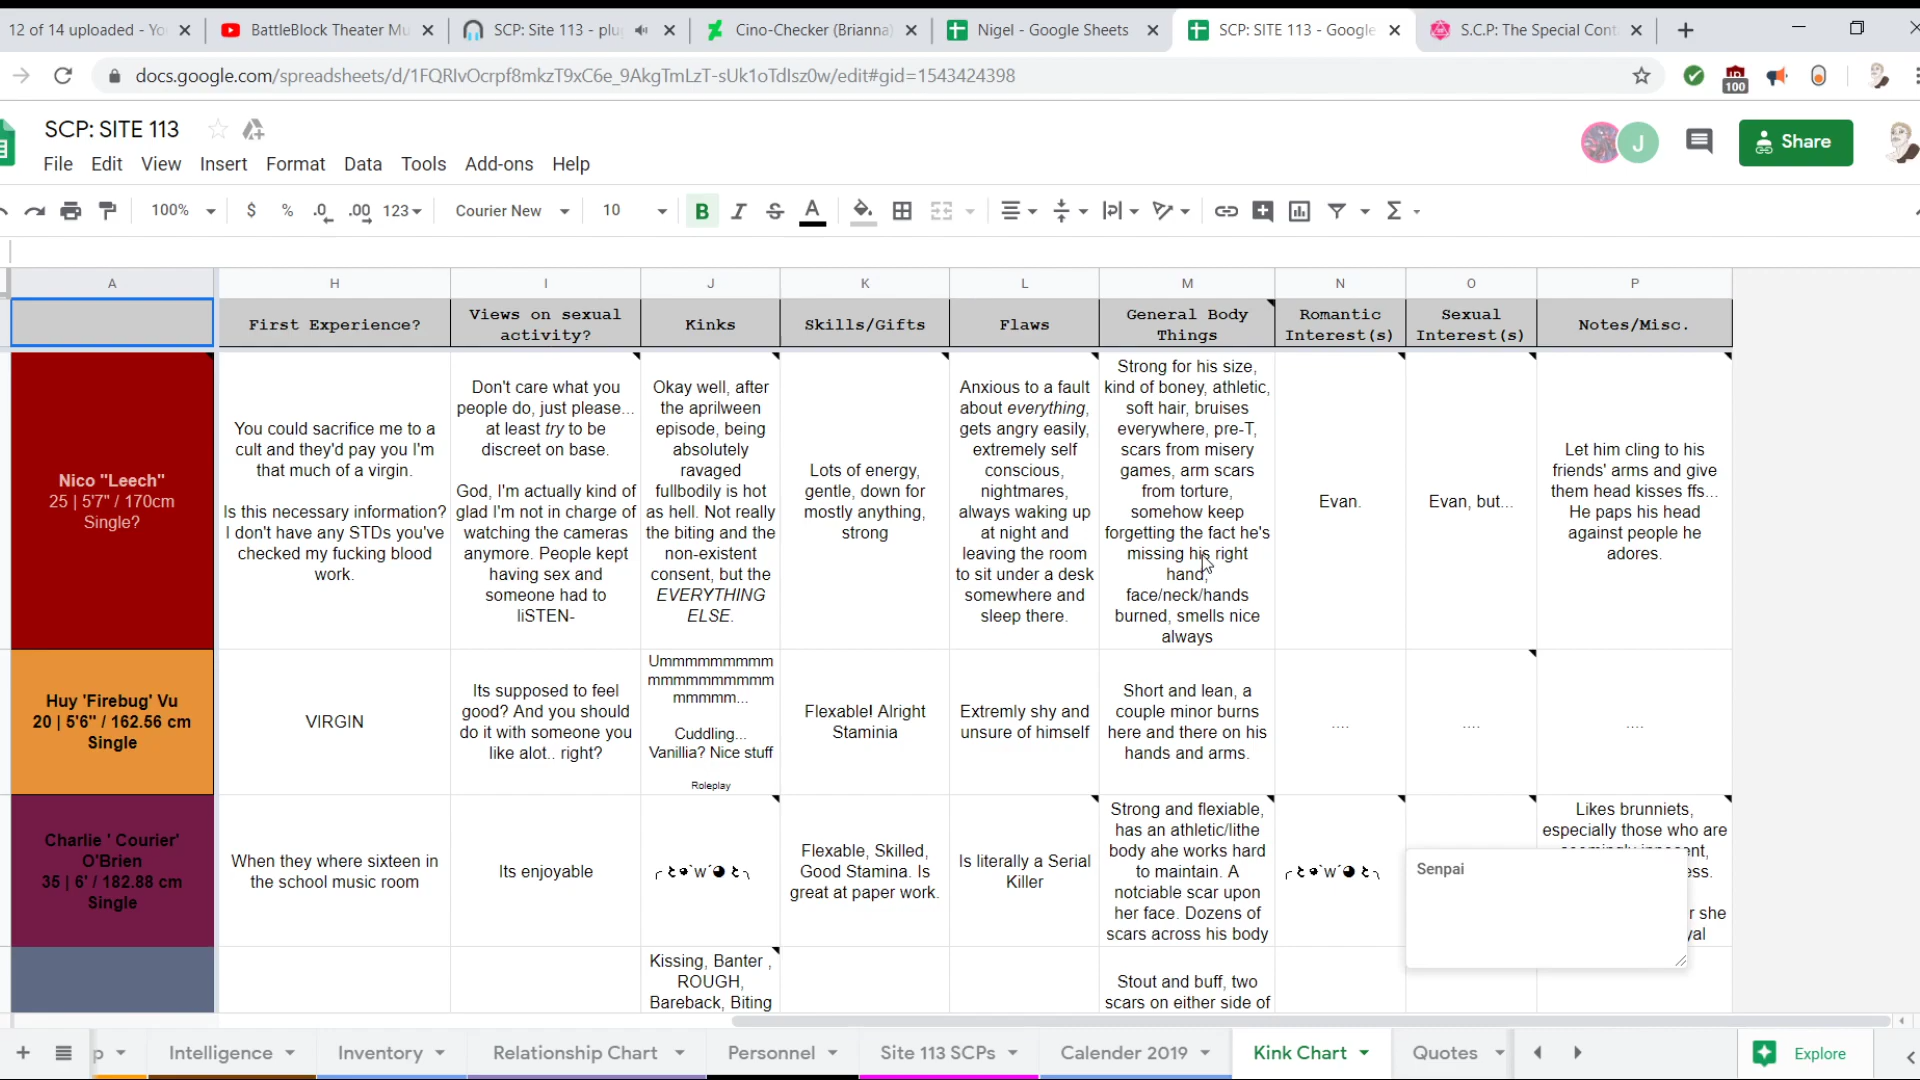 12 of 14 uploaded - Yo
BattleBlock Theater Mu
SCP: Site 113 - plu
Cino-Checker (Brianna)
Nigel - Google Sheets
SCP: SITE 113 - Google
S.C.P: The Special Cont
docs.google.com/spreadsheets/d/1FQRIvOcrpf8mkzT9xC6e_9AkgTmLzT-sUk1oTdIsz0w/edit#gid=1543424398
100
SCP: SITE 113
File Edit View Insert Format Data Tools Add-ons Help
J
Share
100% $ % .0 .00 123 Courier New 10 B I S A
A H I J K L M N O P
First Experience?
Views on sexual
activity?
Kinks
Skills/Gifts
Flaws
General Body
Things
Romantic
Interest(s)
Sexual
Interest(s)
Notes/Misc.
Nico "Leech"
25 | 5'7" / 170cm
Single?
You could sacrifice me to a
cult and they'd pay you I'm
that much of a virgin.
Is this necessary information?
I don't have any STDs you've
checked my fucking blood
work.
Don't care what you
people do, just please...
at least try to be
discreet on base.
God, I'm actually kind of
glad I'm not in charge of
watching the cameras
anymore. People kept
having sex and
someone had to
liSTEN-
Okay well, after
the aprilween
episode, being
absolutely
ravaged
fullbodily is hot
as hell. Not really
the biting and the
non-existent
consent, but the
EVERYTHING
ELSE.
Lots of energy,
gentle, down for
mostly anything,
strong
Anxious to a fault
about everything,
gets angry easily,
extremely self
conscious,
nightmares,
always waking up
at night and
leaving the room
to sit under a desk
somewhere and
sleep there.
Strong for his size,
kind of boney, athletic,
soft hair, bruises
everywhere, pre-T,
scars from misery
games, arm scars
from torture,
somehow keep
forgetting the fact he's
missing his right
hand,
face/neck/hands
burned, smells nice
always
Evan.
Evan, but...
Let him cling to his
friends' arms and give
them head kisses ffs...
He paps his head
against people he
adores.
Huy 'Firebug' Vu
20 | 5'6" / 162.56 cm
Single
VIRGIN
Its supposed to feel
good? And you should
do it with someone you
like alot.. right?
Ummmmmmmmmm
mmmmmmmmmmm
mmmmm...
Cuddling...
Vanillia? Nice stuff
Roleplay
Flexable! Alright
Staminia
Extremly shy and
unsure of himself
Short and lean, a
couple minor burns
here and there on his
hands and arms.
....
....
....
Charlie ' Courier'
O'Brien
35 | 6' / 182.88 cm
Single
When they where sixteen in
the school music room
Its enjoyable
Flexable, Skilled,
Good Stamina. Is
great at paper work.
Is literally a Serial
Killer
Strong and flexiable,
has an athletic/lithe
body ahe works hard
to maintain. A
notciable scar upon
her face. Dozens of
scars across his body
Likes brunniets,
especially those who are
r she
Senpai
Kissing, Banter ,
ROUGH,
Bareback, Biting
Stout and buff, two
scars on either side of
p Intelligence Inventory Relationship Chart Personnel Site 113 SCPs Calender 2019 Kink Chart Quotes Explore